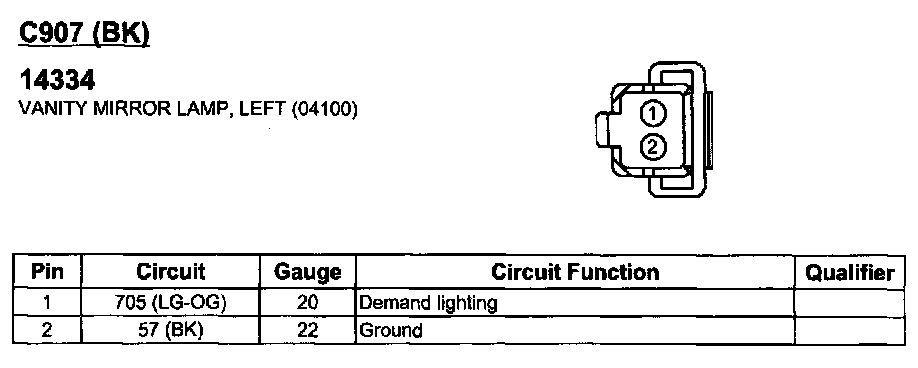 C907 (BK)
14334
VANITY MIRROR LAMP, LEFT (04100)
1
2
Pin Circuit Gauge Circuit Function Qualifier
1 705 (LG-OG) 20 Demand lighting
2 57 (BK) 22 Ground